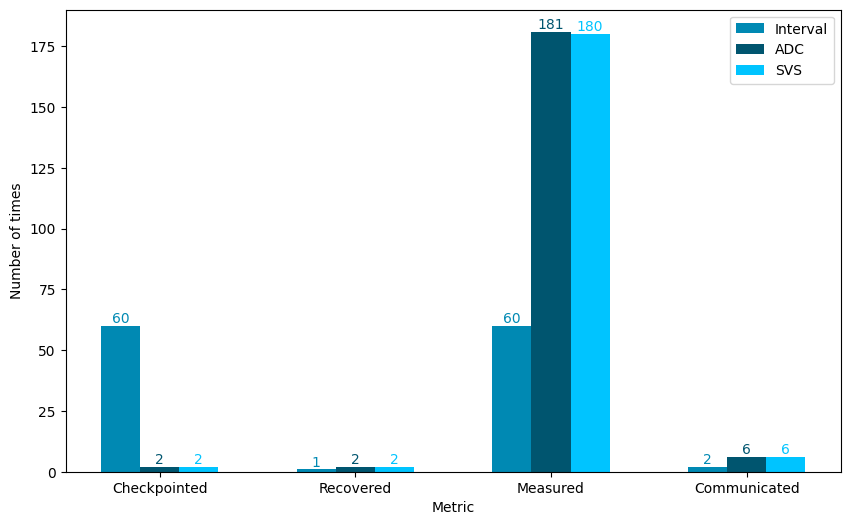 Interval
ADC
SVS
Number of times
175
150
125
100
75
50
25
0
60
2
2
1
2
2
60
181
180
2
6
6
Checkpointed
Recovered
Measured
Communicated
Metric